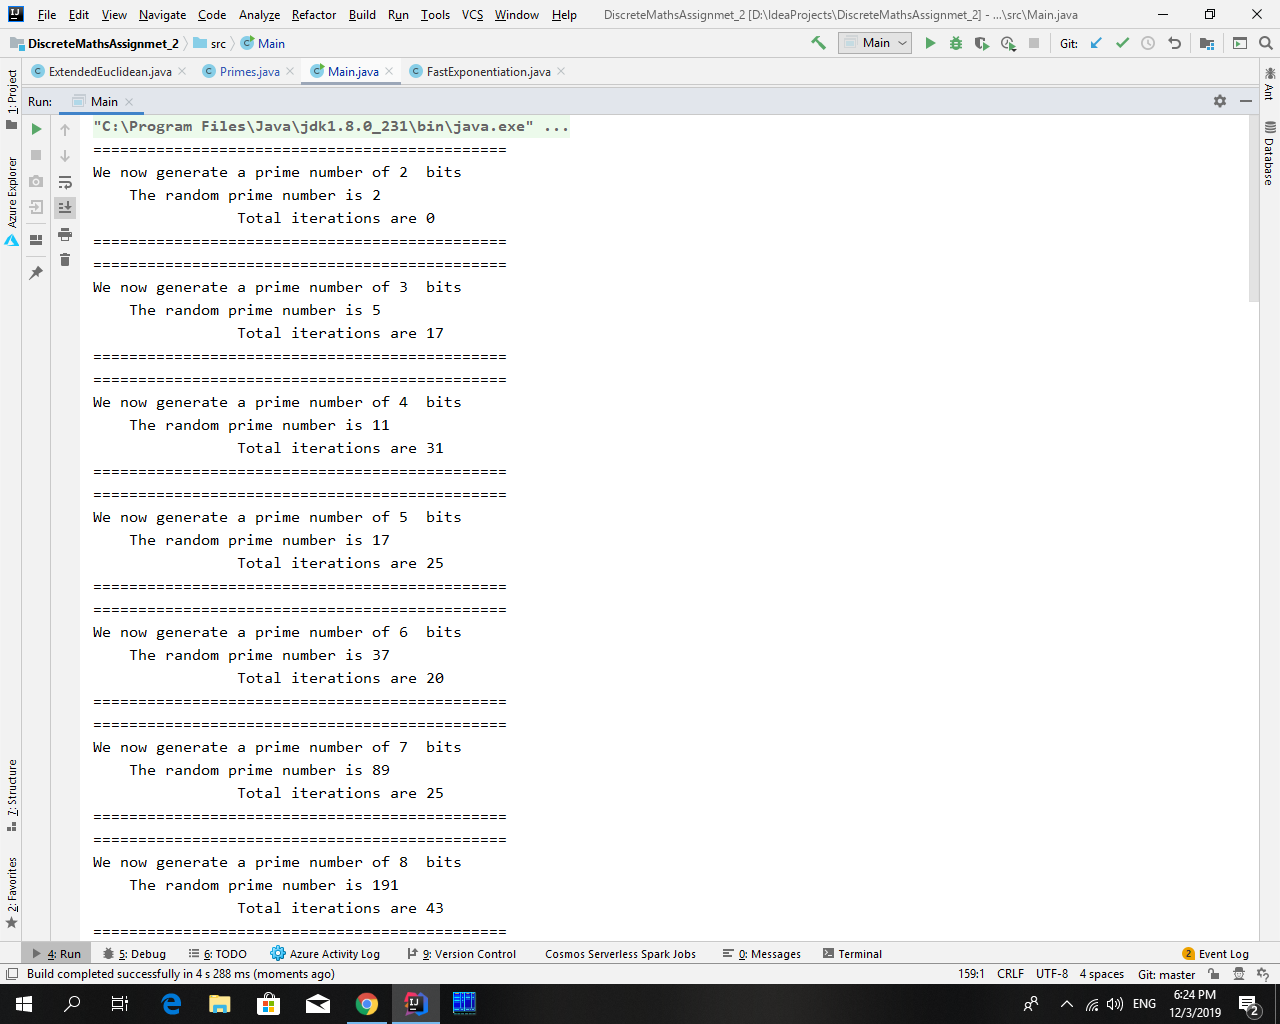 File Edit View Navigate Code Analyze Refactor Build Run Tools VCS Window Help DiscreteMathsAssignmet_2 [D:\IdeaProjects\DiscreteMathsAssignmet_2] - ...\src\Main.java
DiscreteMathsAssignmet_2 src Main Main Git:
ExtendedEuclidean.java Primes.java Main.java FastExponentiation.java
1: Project
Azure Explorer
7: Structure
2: Favorites
Ant
Database
Run: Main
"C:\Program Files\Java\jdk1.8.0_231\bin\java.exe" ...
==============================================
We now generate a prime number of 2  bits
    The random prime number is 2
                Total iterations are 0
==============================================
==============================================
We now generate a prime number of 3  bits
    The random prime number is 5
                Total iterations are 17
==============================================
==============================================
We now generate a prime number of 4  bits
    The random prime number is 11
                Total iterations are 31
==============================================
==============================================
We now generate a prime number of 5  bits
    The random prime number is 17
                Total iterations are 25
==============================================
==============================================
We now generate a prime number of 6  bits
    The random prime number is 37
                Total iterations are 20
==============================================
==============================================
We now generate a prime number of 7  bits
    The random prime number is 89
                Total iterations are 25
==============================================
==============================================
We now generate a prime number of 8  bits
    The random prime number is 191
                Total iterations are 43
==============================================
4: Run 5: Debug 6: TODO Azure Activity Log 9: Version Control Cosmos Serverless Spark Jobs 0: Messages Terminal 2 Event Log
Build completed successfully in 4 s 288 ms (moments ago) 159:1 CRLF UTF-8 4 spaces Git: master
ENG 6:24 PM
12/3/2019 2